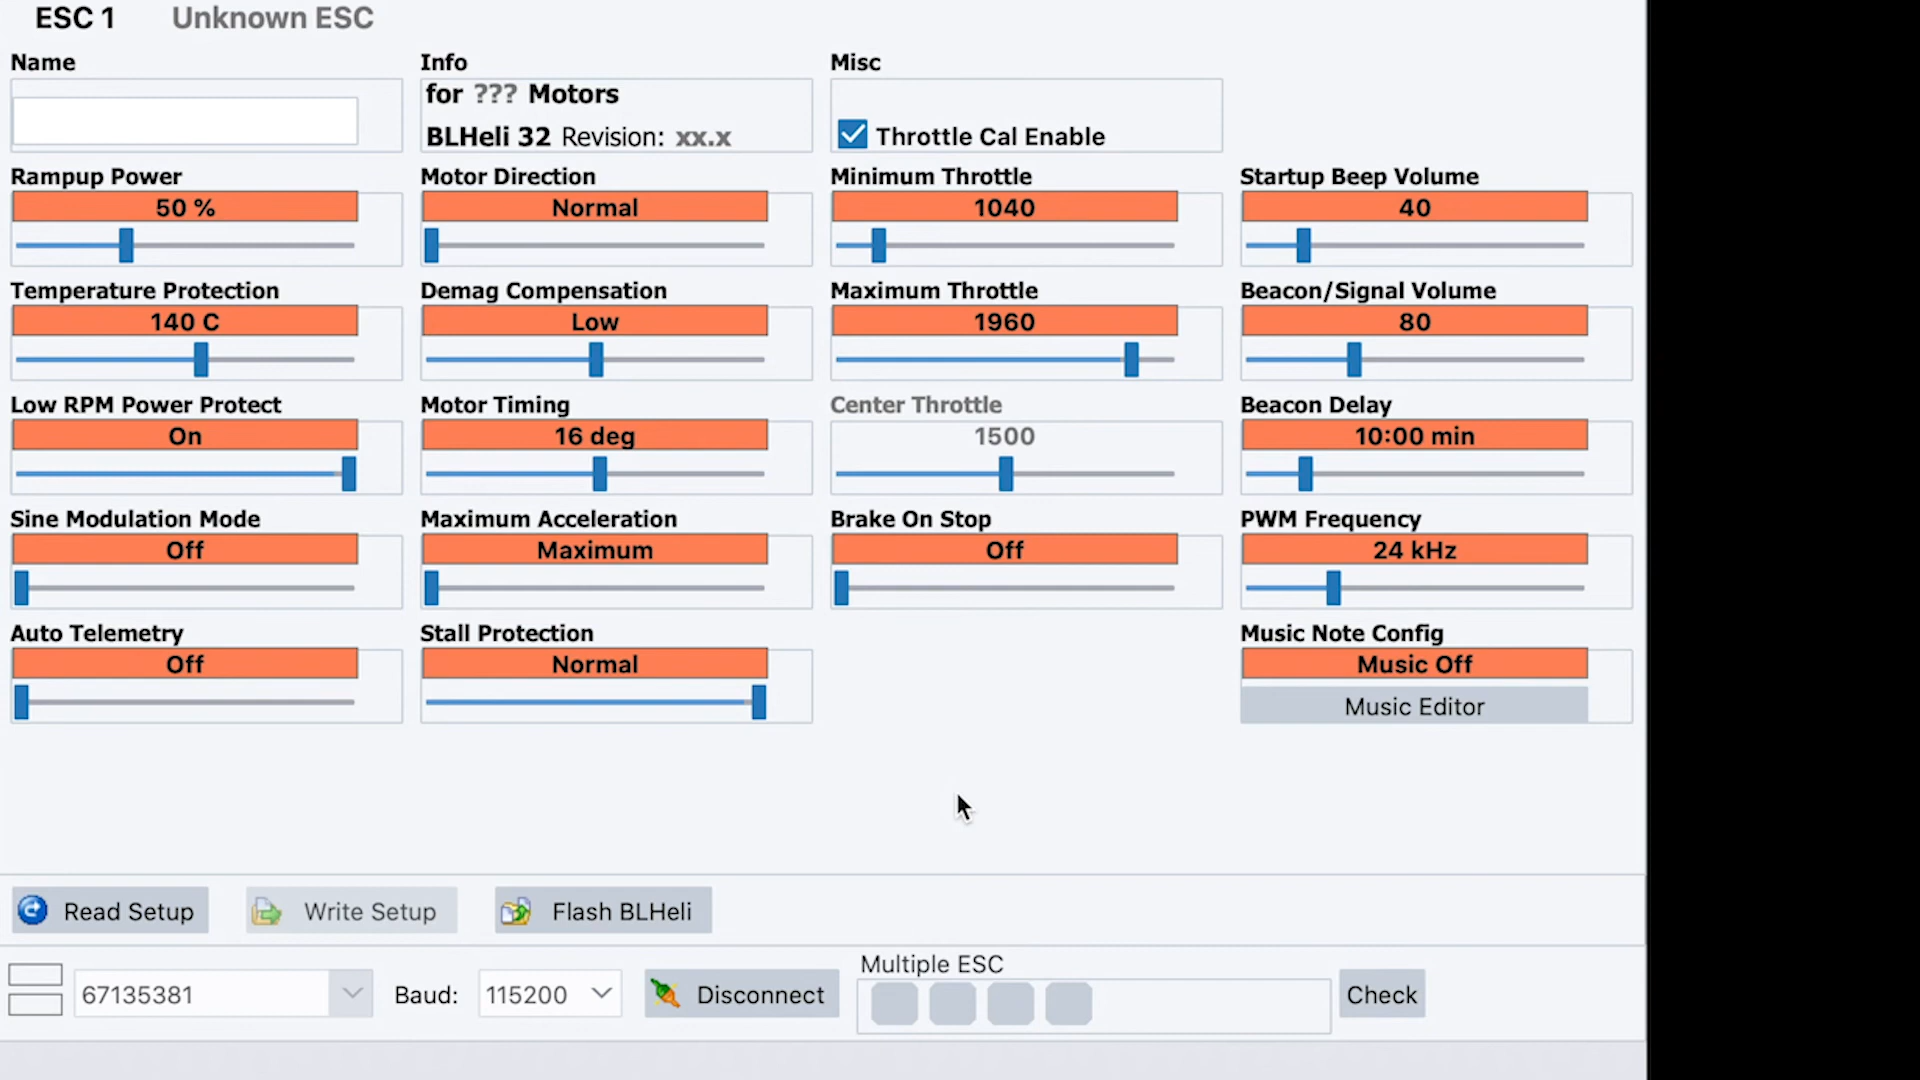 ESC 1 Unknown ESC
Name Info Misc
for ??? Motors
BLHeli 32 Revision: xx.x Throttle Cal Enable
Rampup Power Motor Direction Minimum Throttle Startup Beep Volume
50 % Normal 1040 40
Temperature Protection Demag Compensation Maximum Throttle Beacon/Signal Volume
140 C Low 1960 80
Low RPM Power Protect Motor Timing Center Throttle Beacon Delay
On 16 deg 1500 10:00 min
Sine Modulation Mode Maximum Acceleration Brake On Stop PWM Frequency
Off Maximum Off 24 kHz
Auto Telemetry Stall Protection Music Note Config
Off Normal Music Off
Music Editor
Read Setup Write Setup Flash BLHeli
Multiple ESC
67135381 Baud: 115200 Disconnect Check